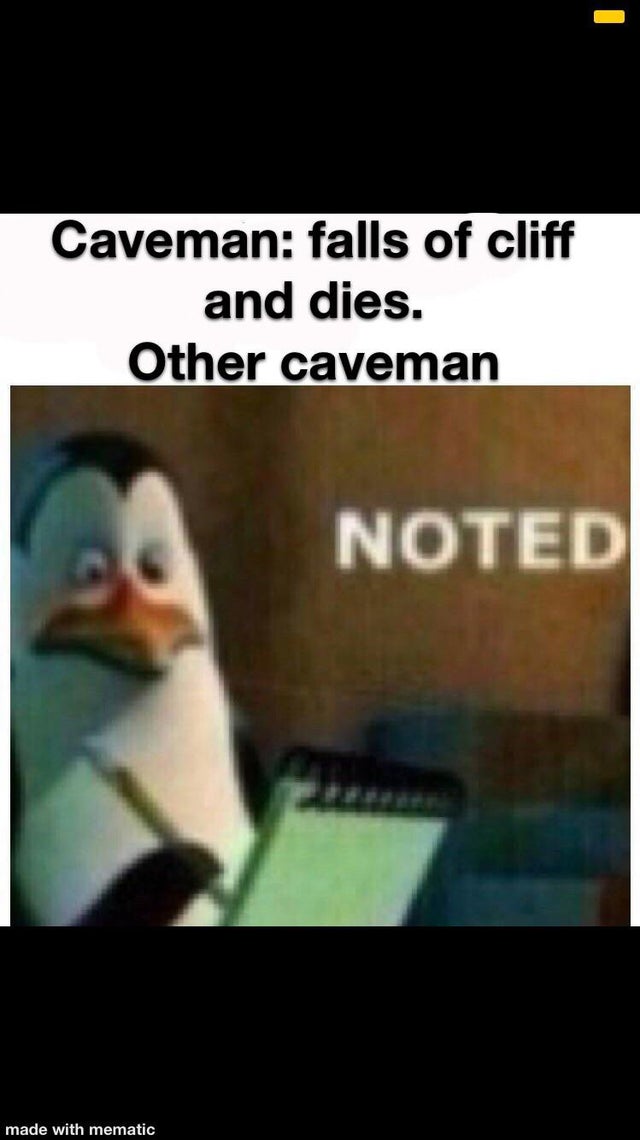 Caveman: falls of cliff
and dies.
Other caveman
NOTED
made with mematic